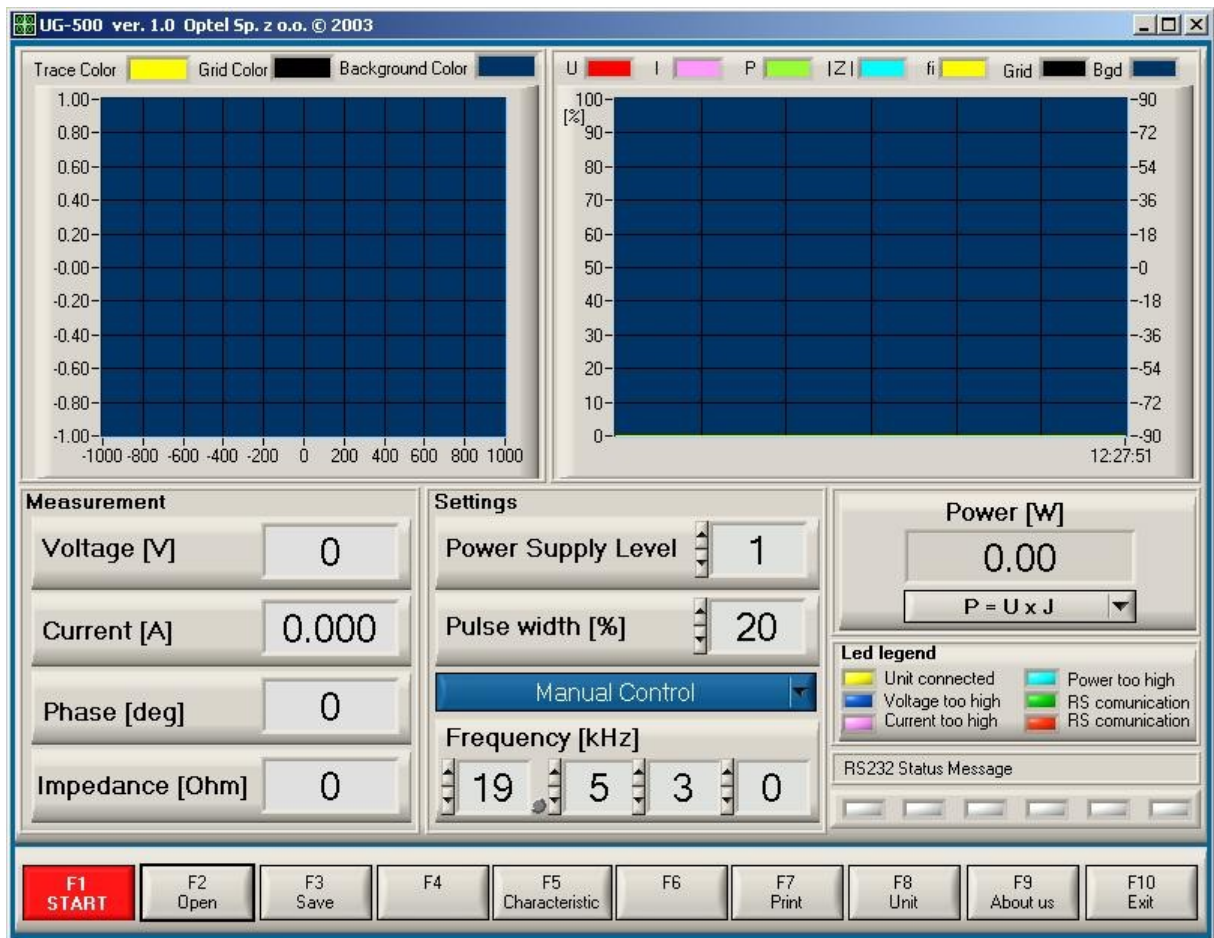 UG-500 ver. 1.0 Optel Sp. z o.o. © 2003
Trace Color Grid Color Background Color
1.00
0.80
0.60
0.40
0.20
-0.00
-0.20
-0.40
-0.60
-0.80
-1.00
-1000 -800 -600 -400 -200 0 200 400 600 800 1000
U I P |Z| fi Grid Bgd
[%]
100 -90
90 -72
80 -54
70 -36
60 -18
50 -0
40 --18
30 --36
20 --54
10 --72
0 --90
12:27:51
Measurement
Voltage [V] 0
Current [A] 0.000
Phase [deg] 0
Impedance [Ohm] 0
Settings
Power Supply Level 1
Pulse width [%] 20
Manual Control
Frequency [kHz]
19 5 3 0
Power [W]
0.00
P = U x J
Led legend
Unit connected Power too high
Voltage too high RS comunication
Current too high RS comunication
RS232 Status Message
F1 START
F2 Open
F3 Save
F4
F5 Characteristic
F6
F7 Print
F8 Unit
F9 About us
F10 Exit